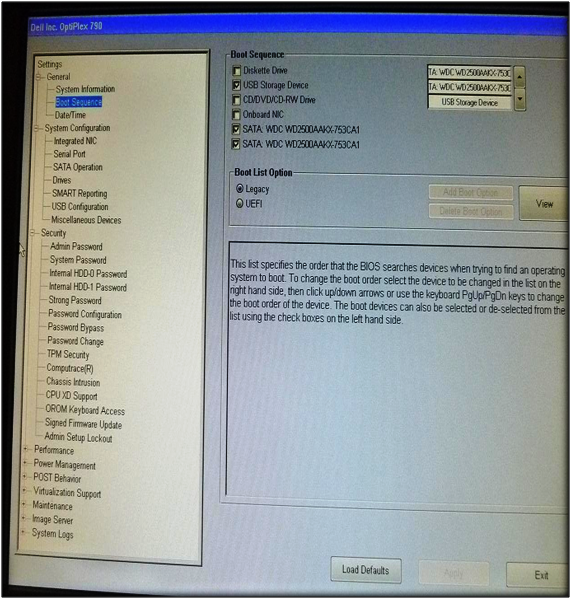 Dell Inc. OptiPlex 790
Settings
General
System Information
Boot Sequence
Date/Time
System Configuration
Integrated NIC
Serial Port
SATA Operation
Drives
SMART Reporting
USB Configuration
Miscellaneous Devices
Security
Admin Password
System Password
Internal HDD-0 Password
Internal HDD-1 Password
Strong Password
Password Configuration
Password Bypass
Password Change
TPM Security
Computrace(R)
Chassis Intrusion
CPU XD Support
OROM Keyboard Access
Signed Firmware Update
Admin Setup Lockout
Performance
Power Management
POST Behavior
Virtualization Support
Maintenance
Image Server
System Logs
Boot Sequence
Diskette Drive
USB Storage Device
CD/DVD/CD-RW Drive
Onboard NIC
SATA: WDC WD2500AAKX-753CA1
SATA: WDC WD2500AAKX-753CA1
TA: WDC WD2500AAKX-753C
TA: WDC WD2500AAKX-753C
USB Storage Device
Boot List Option
Legacy
UEFI
Add Boot Option
Delete Boot Option
View
This list specifies the order that the BIOS searches devices when trying to find an operating
system to boot. To change the boot order select the device to be changed in the list on the
right hand side, then click up/down arrows or use the keyboard PgUp/PgDn keys to change
the boot order of the device. The boot devices can also be selected or de-selected from the
list using the check boxes on the left hand side.
Load Defaults
Apply
Exit